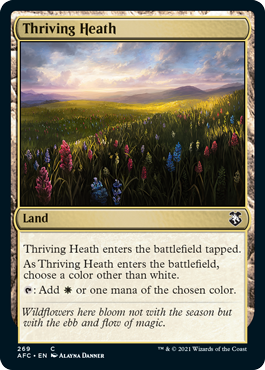 Thriving Heath
Land
Thriving Heath enters the battlefield tapped.
As Thriving Heath enters the battlefield,
choose a color other than white.
: Add or one mana of the chosen color.
Wildflowers here bloom not with the season but
with the ebb and flow of magic.
269 C
AFC • EN ALAYNA DANNER
™ & © 2021 Wizards of the Coast